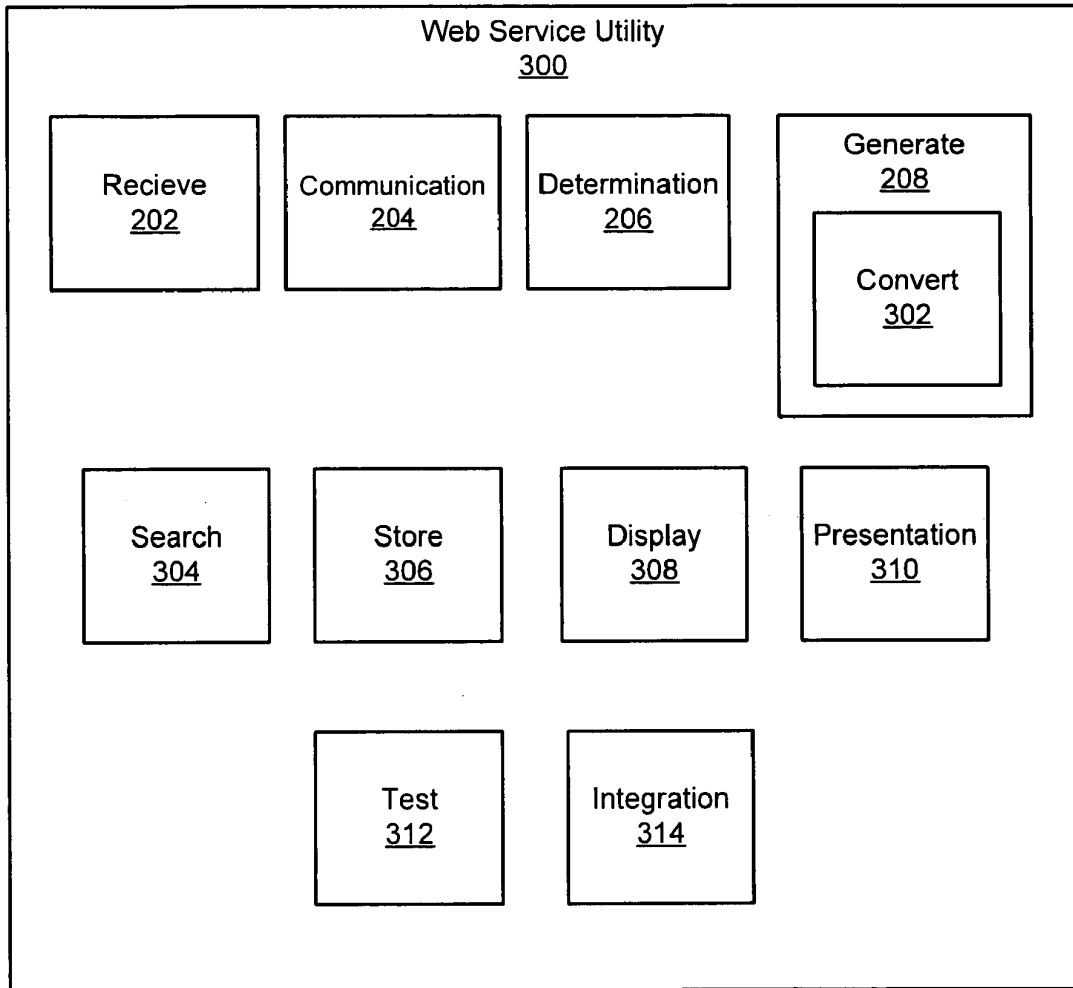 Web Service Utility
300
Recieve
202
Communication
204
Determination
206
Generate
208
Convert
302
Search
304
Store
306
Display
308
Presentation
310
Test
312
Integration
314